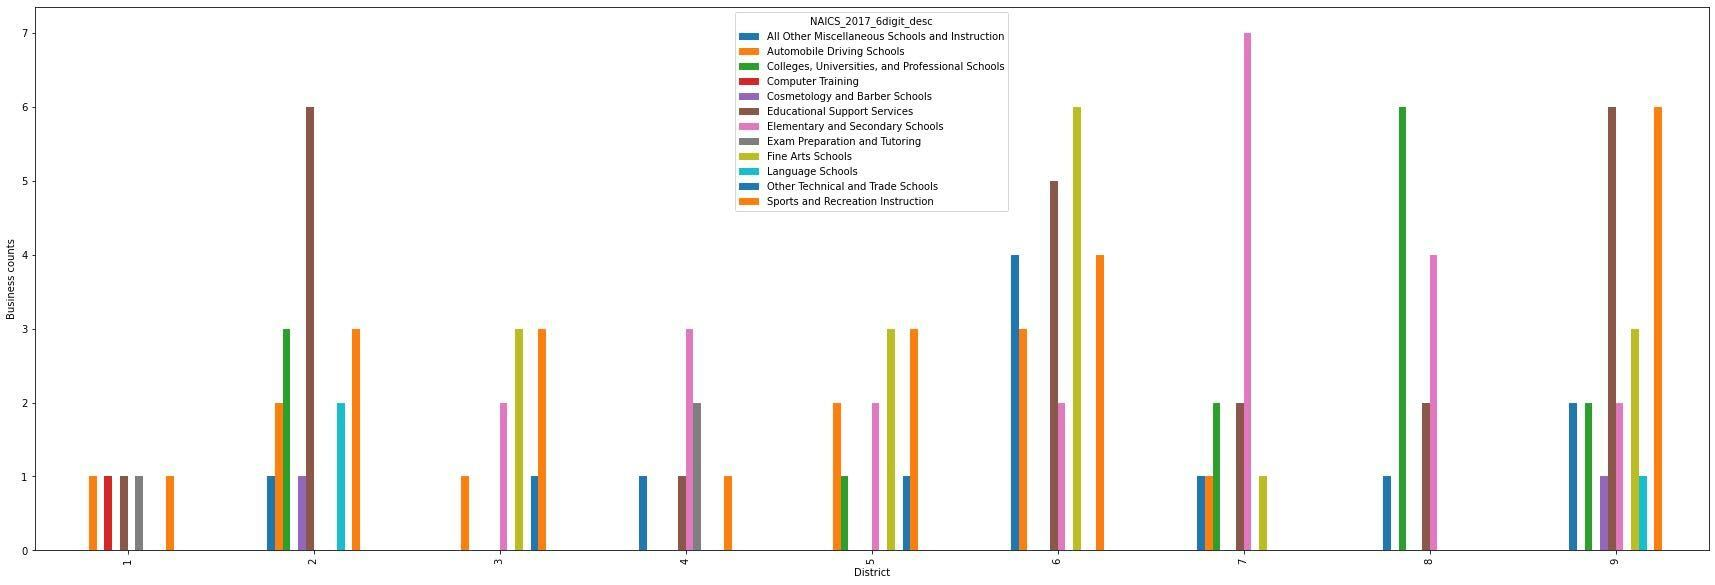 NAICS_2017_6digit_desc
All Other Miscellaneous Schools and Instruction
Automobile Driving Schools
Colleges, Universities, and Professional Schools
Computer Training
Cosmetology and Barber Schools
Educational Support Services
Elementary and Secondary Schools
Exam Preparation and Tutoring
Fine Arts Schools
Language Schools
Other Technical and Trade Schools
Sports and Recreation Instruction
Business counts
7
6
5
4
3
2
1
0
1 2 3 4 5 6 7 8 9
District